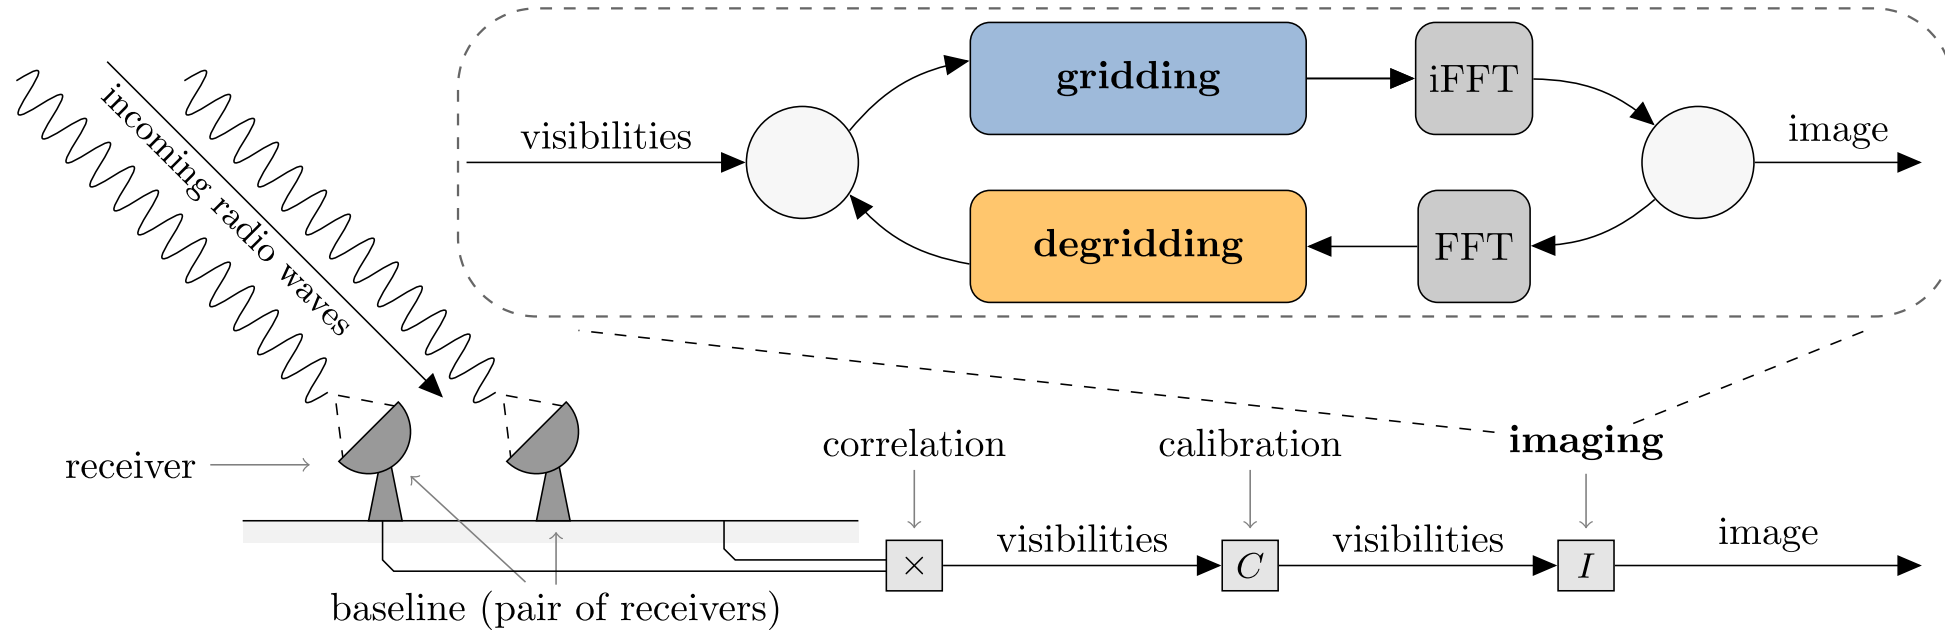 gridding
iFFT
visibilities
image
incoming radio waves
degridding
FFT
receiver
correlation
calibration
imaging
visibilities
visibilities
image
×
C
I
baseline (pair of receivers)